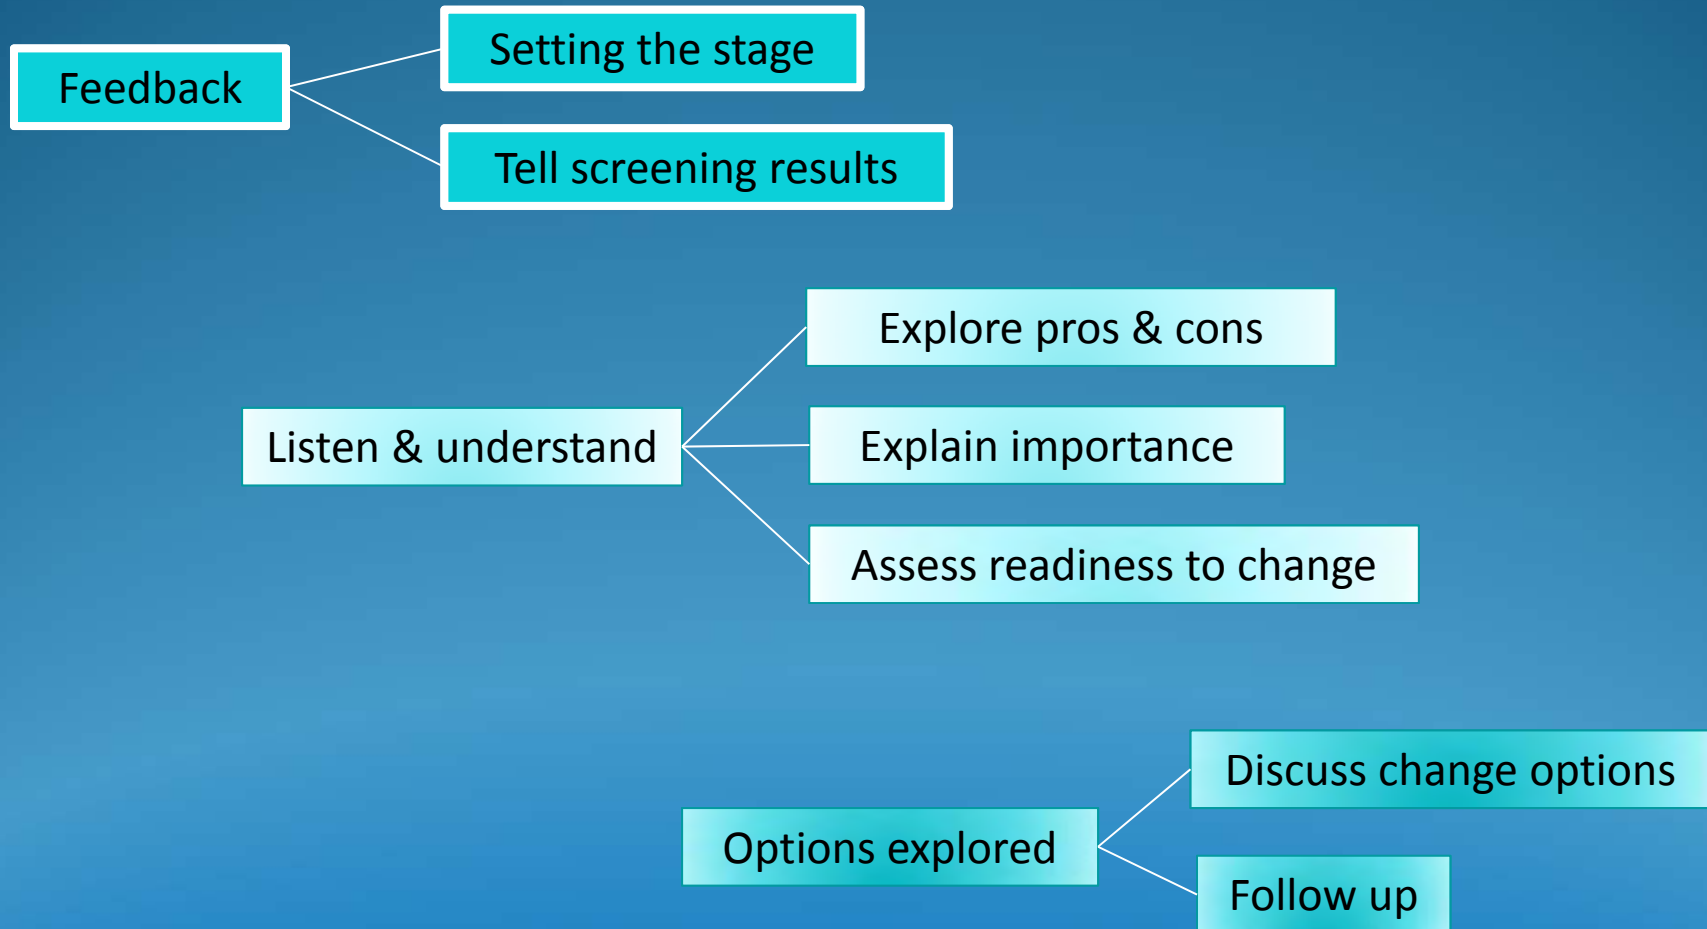 Feedback
Setting the stage
Tell screening results
Listen & understand
Explore pros & cons
Explain importance
Assess readiness to change
Options explored
Discuss change options
Follow up